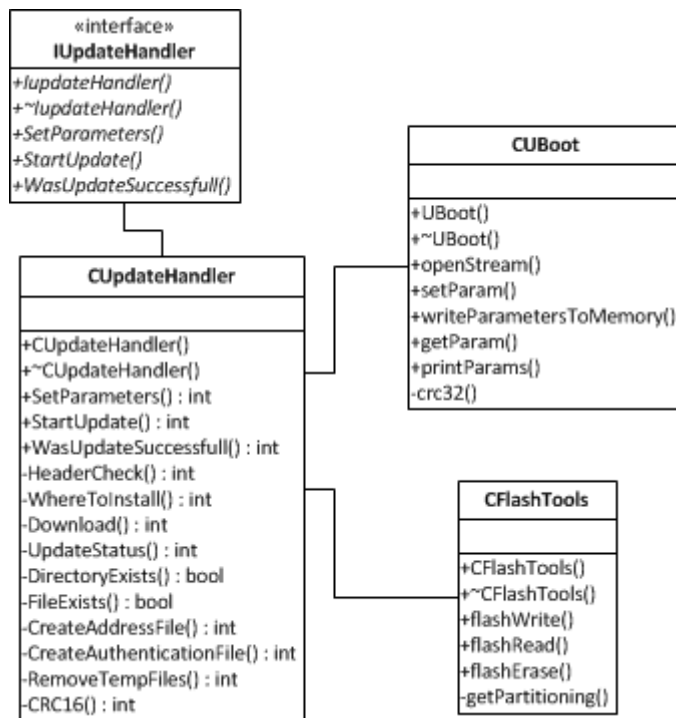 «interface»
IUpdateHandler
+IupdateHandler()
+~IupdateHandler()
+SetParameters()
+StartUpdate()
+WasUpdateSuccessfull()
CUpdateHandler
+CUpdateHandler()
+~CUpdateHandler()
+SetParameters() : int
+StartUpdate() : int
+WasUpdateSuccessfull() : int
-HeaderCheck() : int
-WhereToInstall() : int
-Download() : int
-UpdateStatus() : int
-DirectoryExists() : bool
-FileExists() : bool
-CreateAddressFile() : int
-CreateAuthenticationFile() : int
-RemoveTempFiles() : int
-CRC16() : int
CUBoot
+UBoot()
+~UBoot()
+openStream()
+setParam()
+writeParametersToMemory()
+getParam()
+printParams()
-crc32()
CFlashTools
+CFlashTools()
+~CFlashTools()
+flashWrite()
+flashRead()
+flashErase()
-getPartitioning()